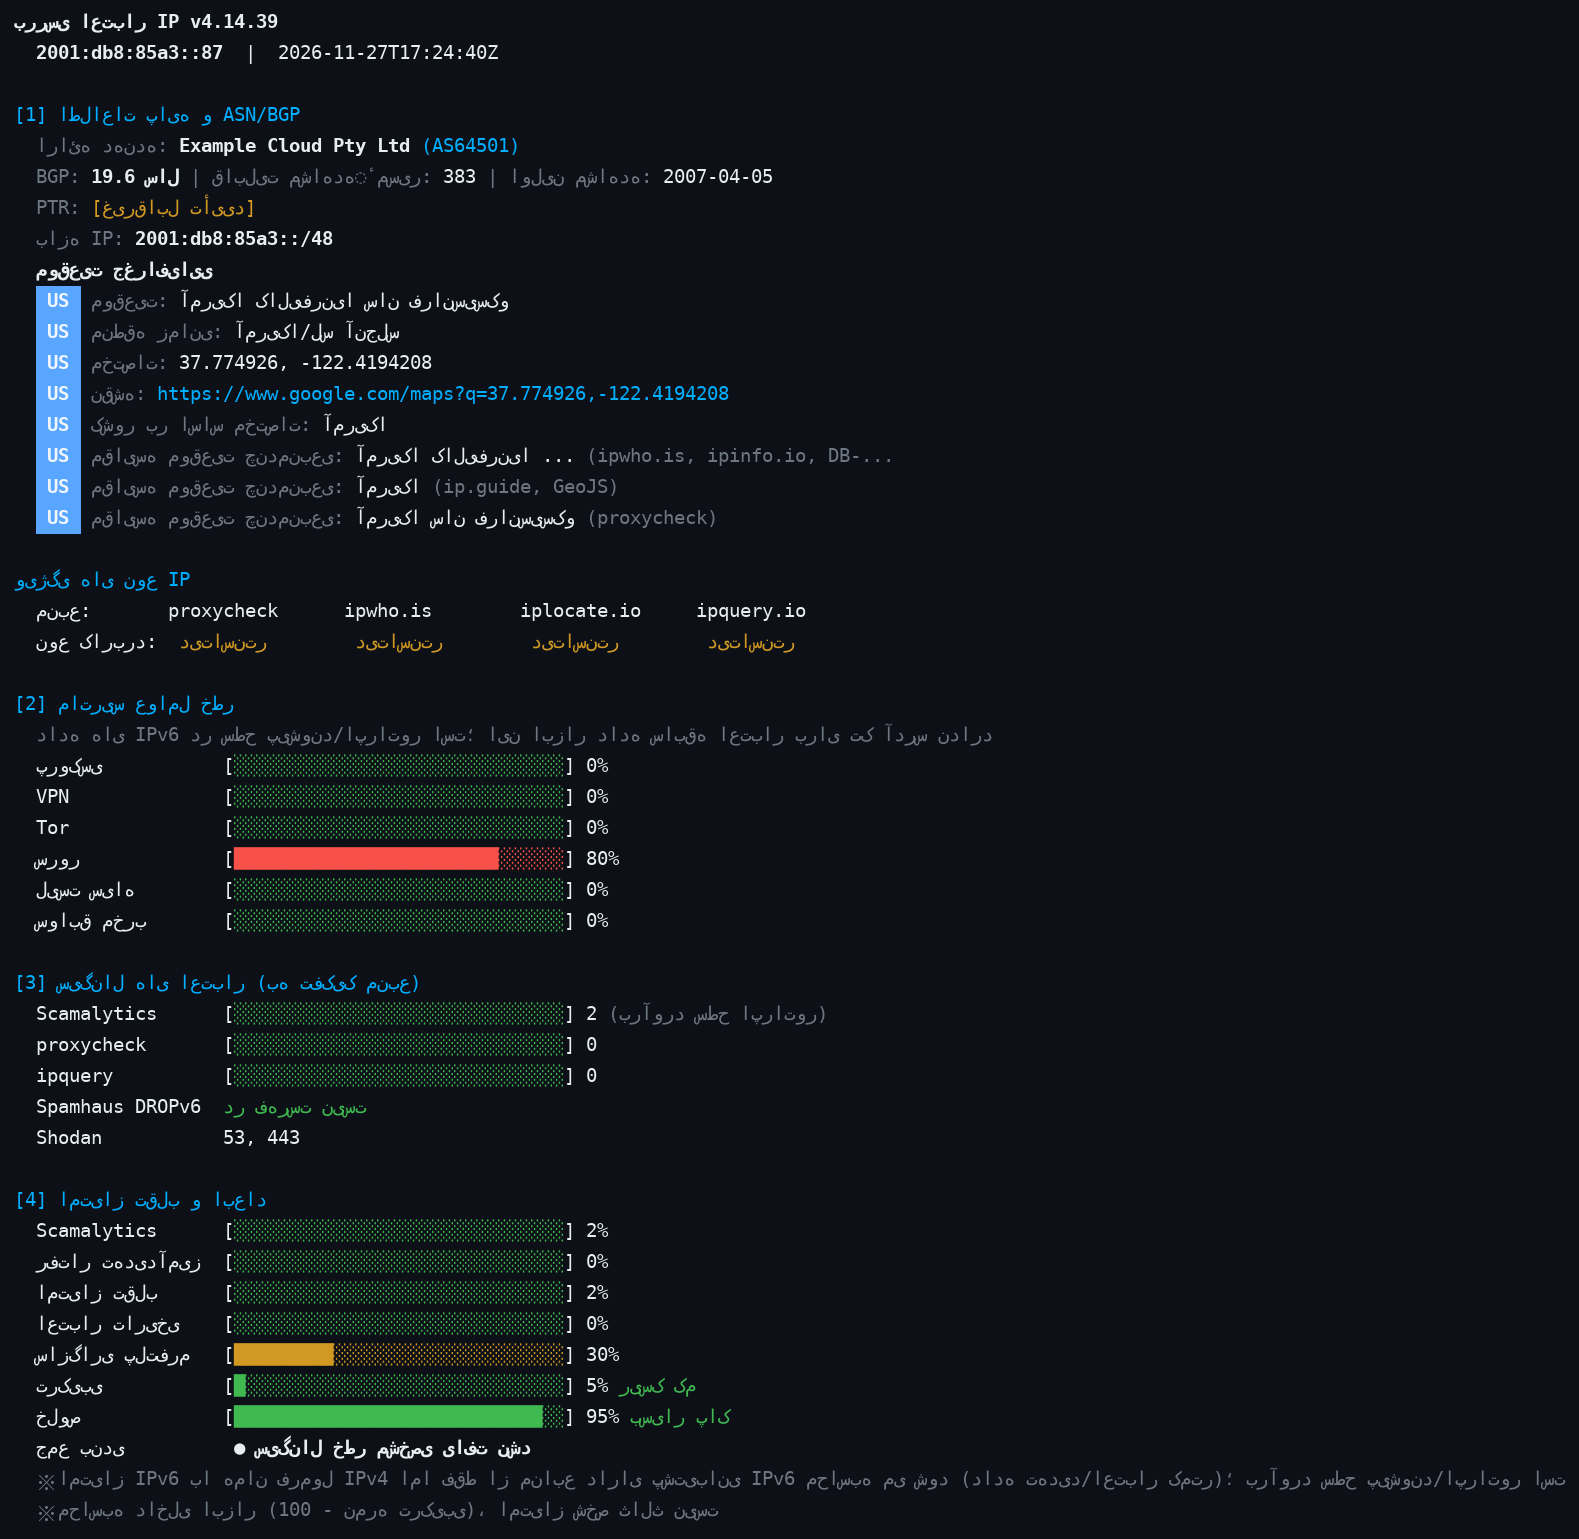 بررسی اعتبار IP v4.14.39
2001:db8:85a3::87 | 2026-11-27T17:24:40Z
[1] اطلاعات پایه و ASN/BGP
ارائه دهنده: Example Cloud Pty Ltd (AS64501)
BGP: 19.6 سال | قابلیت مشاهدهٔ مسیر: 383 | اولین مشاهده: 2007-04-05
PTR: [غیرقابل تأیید]
بازه IP: 2001:db8:85a3::/48
موقعیت جغرافیایی
US موقعیت: آمریکا کالیفرنیا سان فرانسیسکو
US منطقه زمانی: آمریکا/لس آنجلس
US مختصات: 37.774926, -122.4194208
US نقشه: https://www.google.com/maps?q=37.774926,-122.4194208
US کشور بر اساس مختصات: آمریکا
US مقایسه موقعیت چندمنبعی: آمریکا کالیفرنیا ... (ipwho.is, ipinfo.io, DB-...
US مقایسه موقعیت چندمنبعی: آمریکا (ip.guide, GeoJS)
US مقایسه موقعیت چندمنبعی: آمریکا سان فرانسیسکو (proxycheck)
ویژگی های نوع IP
منبع: proxycheck ipwho.is iplocate.io ipquery.io
نوع کاربرد: دیتاسنتر دیتاسنتر دیتاسنتر دیتاسنتر
[2] ماتریس عوامل خطر
داده های IPv6 در سطح پیشوند/اپراتور است؛ این ابزار داده سابقه اعتبار برای تک آدرس ندارد
پروکسی [] 0%
VPN [] 0%
Tor [] 0%
سرور [] 80%
لیست سیاه [] 0%
سوابق مخرب [] 0%
[3] سیگنال های اعتبار (به تفکیک منبع)
Scamalytics [] 2 (برآورد سطح اپراتور)
proxycheck [] 0
ipquery [] 0
Spamhaus DROPv6 در فهرست نیست
Shodan 53, 443
[4] امتیاز تقلب و ابعاد
Scamalytics [] 2%
رفتار تهدیدآمیز [] 0%
امتیاز تقلب [] 2%
اعتبار تاریخی [] 0%
سازگاری پلتفرم [] 30%
ترکیبی [] 5% ریسک کم
خلوص [] 95% بسیار پاک
جمع بندی ● سیگنال خطر مشخصی یافت نشد
※ امتیاز IPv6 با همان فرمول IPv4 اما فقط از منابع دارای پشتیبانی IPv6 محاسبه می شود (داده تهدید/اعتبار کمتر)؛ برآورد سطح پیشوند/اپراتور است
※ محاسبه داخلی ابزار (100 - نمره ترکیبی)، امتیاز شخص ثالث نیست